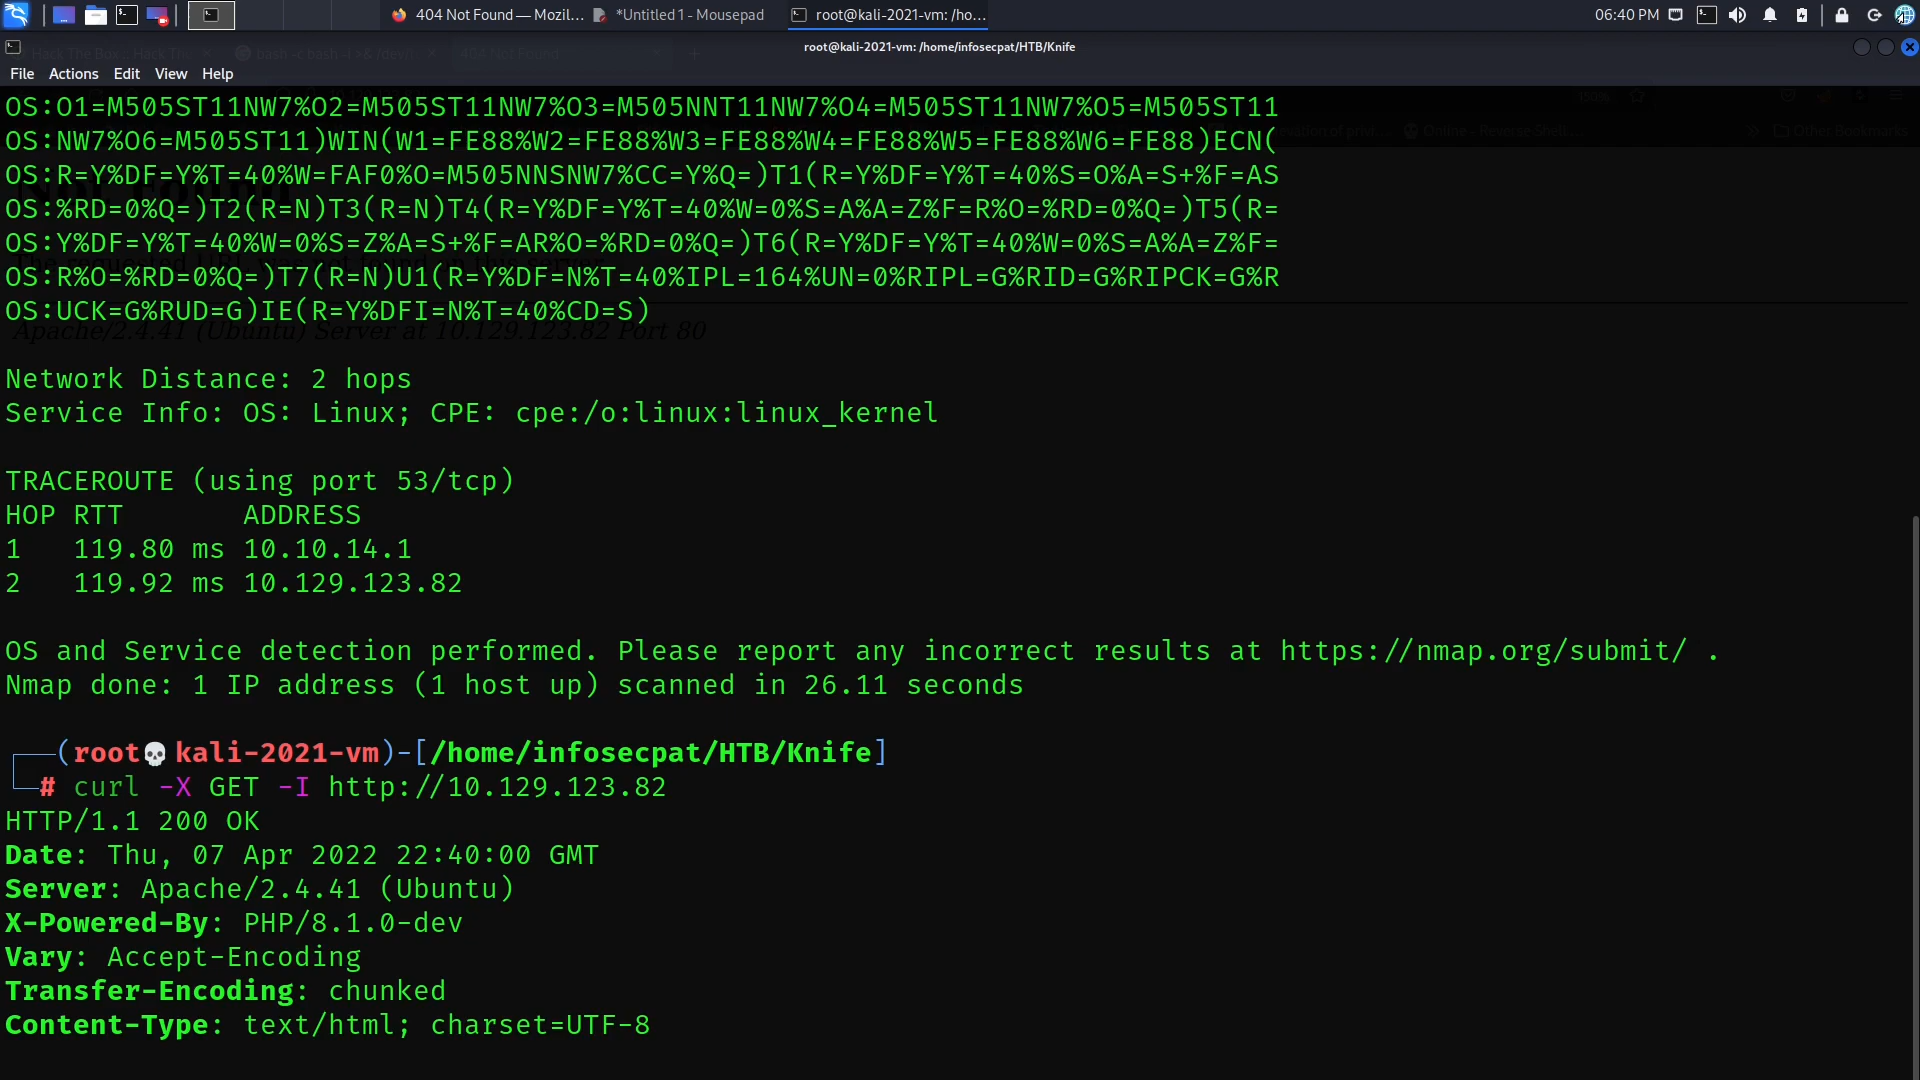 404 Not Found — Mozil...
*Untitled 1 - Mousepad
root@kali-2021-vm: /ho...
06:40 PM
root@kali-2021-vm: /home/infosecpat/HTB/Knife
File Actions Edit View Help
OS:O1=M505ST11NW7%O2=M505ST11NW7%O3=M505NNT11NW7%O4=M505ST11NW7%O5=M505ST11
OS:NW7%O6=M505ST11)WIN(W1=FE88%W2=FE88%W3=FE88%W4=FE88%W5=FE88%W6=FE88)ECN(
OS:R=Y%DF=Y%T=40%W=FAF0%O=M505NNSNW7%CC=Y%Q=)T1(R=Y%DF=Y%T=40%S=O%A=S+%F=AS
OS:%RD=0%Q=)T2(R=N)T3(R=N)T4(R=Y%DF=Y%T=40%W=0%S=A%A=Z%F=R%O=%RD=0%Q=)T5(R=
OS:Y%DF=Y%T=40%W=0%S=Z%A=S+%F=AR%O=%RD=0%Q=)T6(R=Y%DF=Y%T=40%W=0%S=A%A=Z%F=
OS:R%O=%RD=0%Q=)T7(R=N)U1(R=Y%DF=N%T=40%IPL=164%UN=0%RIPL=G%RID=G%RIPCK=G%R
OS:UCK=G%RUD=G)IE(R=Y%DFI=N%T=40%CD=S)
Apache/2.4.41 (Ubuntu) Server at 10.129.123.82 Port 80
Network Distance: 2 hops
Service Info: OS: Linux; CPE: cpe:/o:linux:linux_kernel
TRACEROUTE (using port 53/tcp)
HOP RTT       ADDRESS
1   119.80 ms 10.10.14.1
2   119.92 ms 10.129.123.82
OS and Service detection performed. Please report any incorrect results at https://nmap.org/submit/ .
Nmap done: 1 IP address (1 host up) scanned in 26.11 seconds
┌──(root💀kali-2021-vm)-[/home/infosecpat/HTB/Knife]
└─# curl -X GET -I http://10.129.123.82
HTTP/1.1 200 OK
Date: Thu, 07 Apr 2022 22:40:00 GMT
Server: Apache/2.4.41 (Ubuntu)
X-Powered-By: PHP/8.1.0-dev
Vary: Accept-Encoding
Transfer-Encoding: chunked
Content-Type: text/html; charset=UTF-8